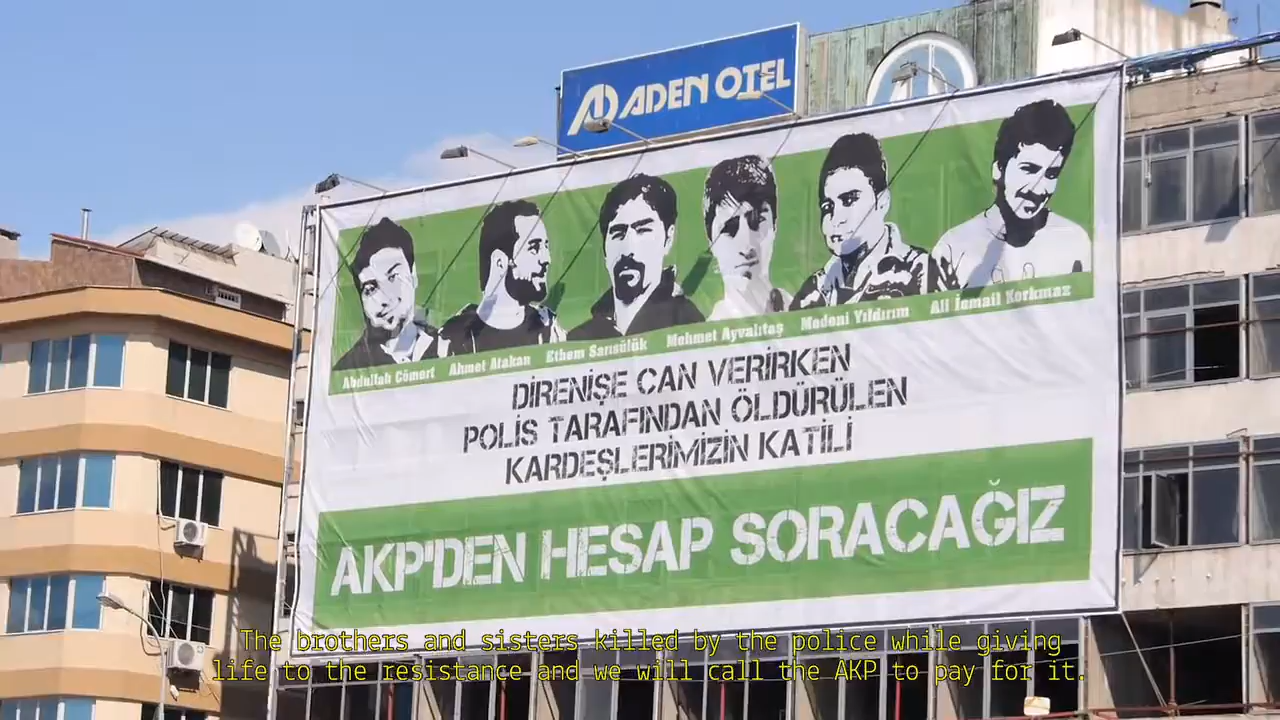 ADEN OTEL
Abdullah Cömert Ahmet Atakan Ethem Sarısülük Mehmet Ayvalıtaş Medeni Yıldırım Ali İsmail Korkmaz
DİRENİŞE CAN VERİRKEN
POLİS TARAFINDAN ÖLDÜRÜLEN
KARDEŞLERİMİZİN KATİLİ
AKP'DEN HESAP SORACAĞIZ
The brothers and sisters killed by the police while giving
life to the resistance and we will call the AKP to pay for it.